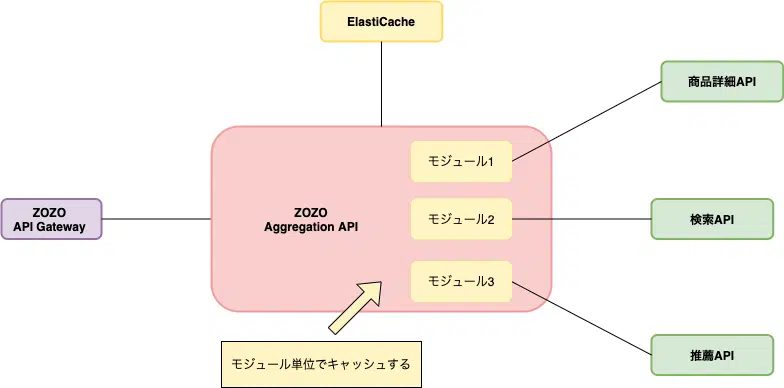 ElastiCache
商品詳細API
モジュール1
ZOZO
API Gateway
ZOZO
Aggregation API
モジュール2
検索API
モジュール3
モジュール単位でキャッシュする
推薦API